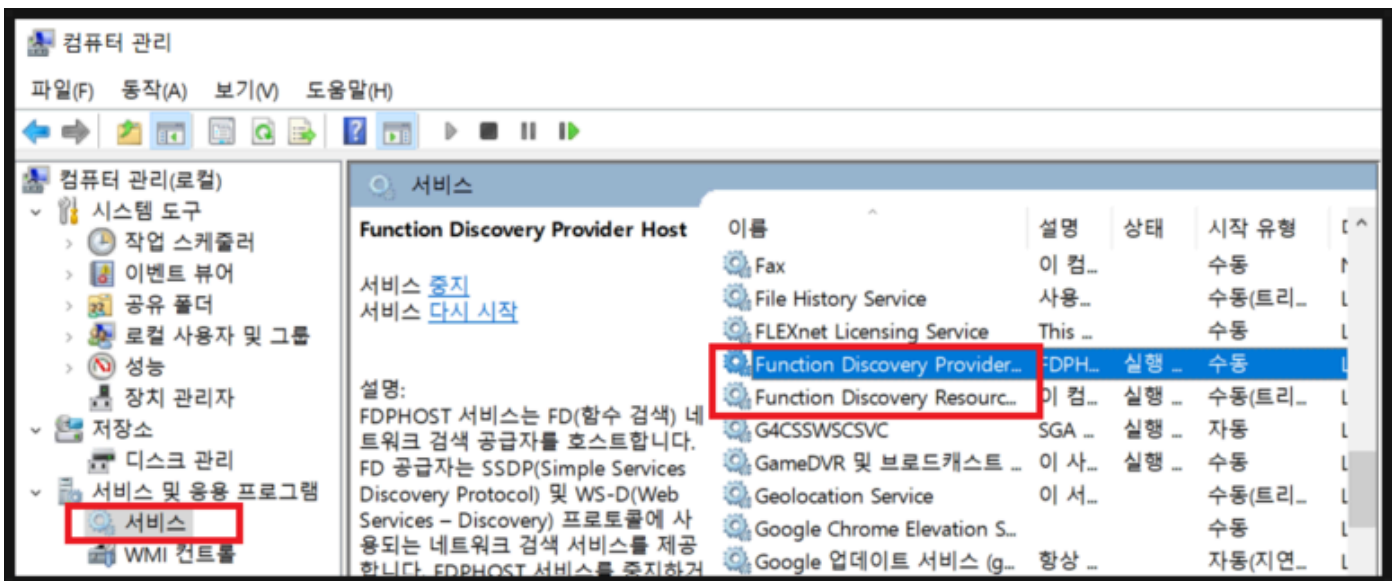 컴퓨터 관리
파일(F) 동작(A) 보기(V) 도움말(H)
컴퓨터 관리(로컬)
시스템 도구
작업 스케줄러
이벤트 뷰어
공유 폴더
로컬 사용자 및 그룹
성능
장치 관리자
저장소
디스크 관리
서비스 및 응용 프로그램
서비스
WMI 컨트롤
서비스
Function Discovery Provider Host
서비스 중지
서비스 다시 시작
설명:
FDPHOST 서비스는 FD(함수 검색) 네
트워크 검색 공급자를 호스트합니다.
FD 공급자는 SSDP(Simple Services
Discovery Protocol) 및 WS-D(Web
Services – Discovery) 프로토콜에 사
용되는 네트워크 검색 서비스를 제공
합니다. FDPHOST 서비스를 중지하거
이름 설명 상태 시작 유형
Fax 이 컴... 수동
File History Service 사용... 수동(트리...
FLEXnet Licensing Service This ... 수동
Function Discovery Provider... FDPH... 실행 ... 수동
Function Discovery Resourc... 이 컴... 실행 ... 수동(트리...
G4CSSWSCSVC SGA ... 실행 ... 자동
GameDVR 및 브로드캐스트 ... 이 사... 실행 ... 수동
Geolocation Service 이 서... 수동(트리...
Google Chrome Elevation S... 수동
Google 업데이트 서비스 (g... 항상 ... 자동(지연...